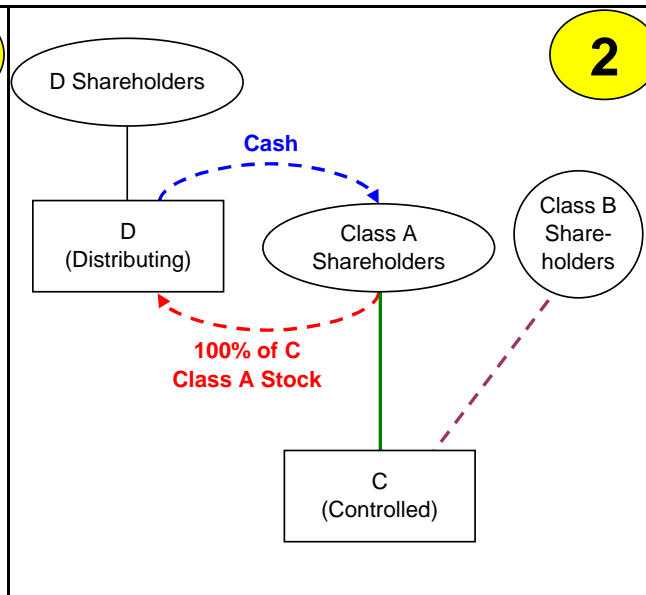 2
D Shareholders
Cash
D
(Distributing)
Class A
Shareholders
Class B
Share-
holders
100% of C
Class A Stock
C
(Controlled)